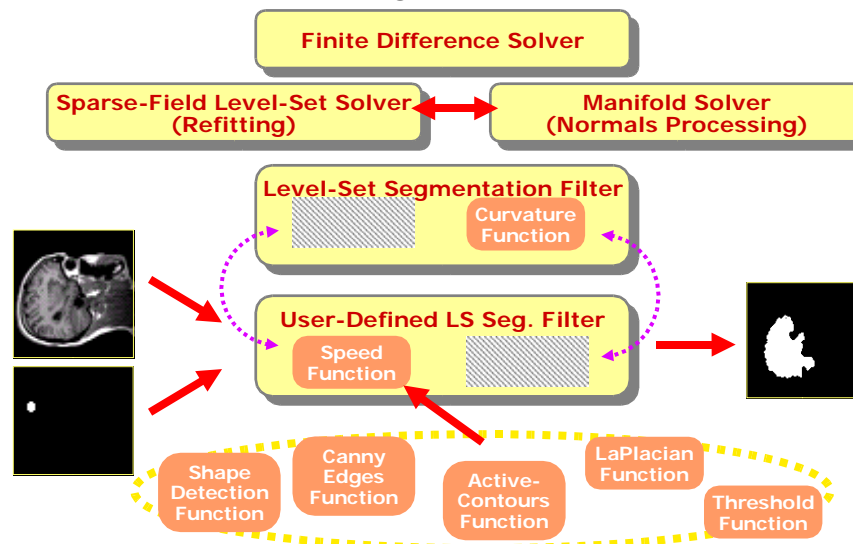 Finite Difference Solver
Sparse-Field Level-Set Solver
(Refitting)
Manifold Solver
(Normals Processing)
Level-Set Segmentation Filter
Curvature
Function
User-Defined LS Seg. Filter
Speed
Function
Shape
Detection
Function
Canny
Edges
Function
Active-
Contours
Function
LaPlacian
Function
Threshold
Function